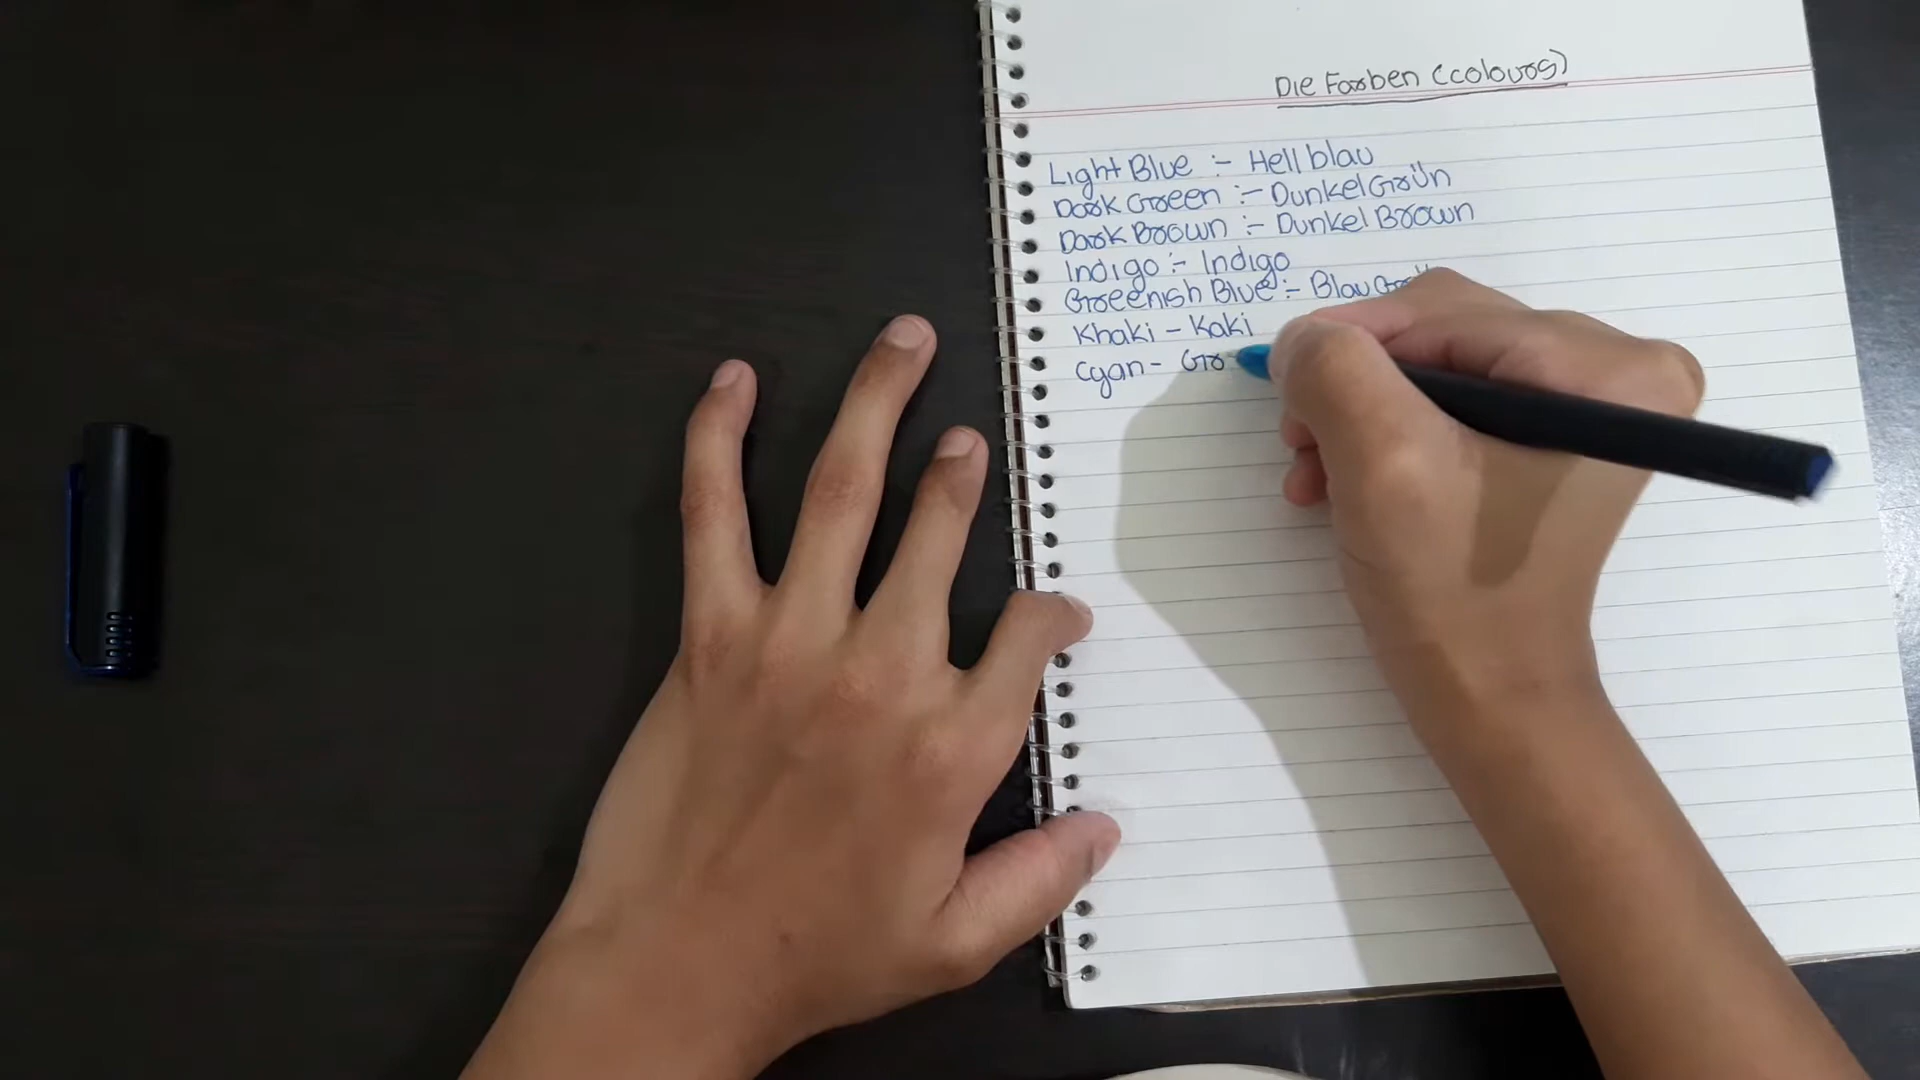 Die Farben (colours)
Light Blue :- Hell blau
Dark Green :- Dunkel Grün
Dark Brown :- Dunkel Brown
Indigo :- Indigo
Greenish Blue :- Blau
Khaki - Kaki
Cyan - Gr